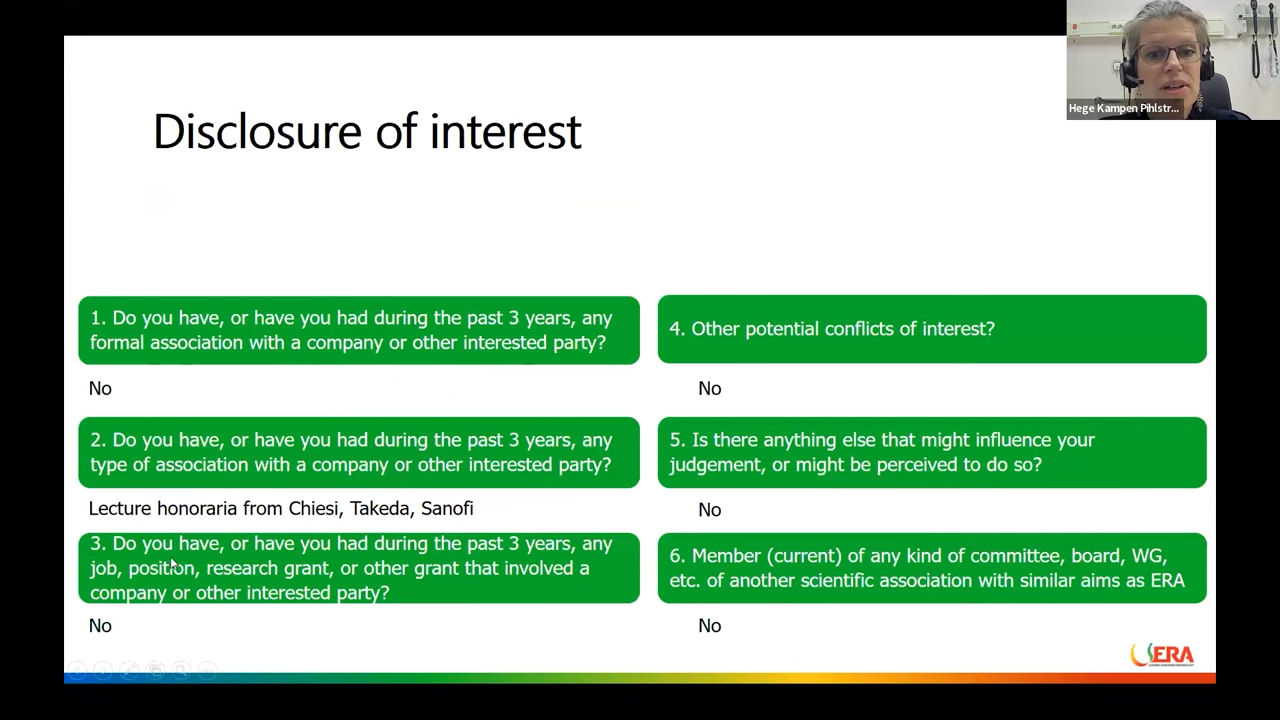 Hege Kampen Pihlstr...
Disclosure of interest
1. Do you have, or have you had during the past 3 years, any
formal association with a company or other interested party?
No
2. Do you have, or have you had during the past 3 years, any
type of association with a company or other interested party?
Lecture honoraria from Chiesi, Takeda, Sanofi
3. Do you have, or have you had during the past 3 years, any
job, position, research grant, or other grant that involved a
company or other interested party?
No
4. Other potential conflicts of interest?
No
5. Is there anything else that might influence your
judgement, or might be perceived to do so?
No
6. Member (current) of any kind of committee, board, WG,
etc. of another scientific association with similar aims as ERA
No
ERA